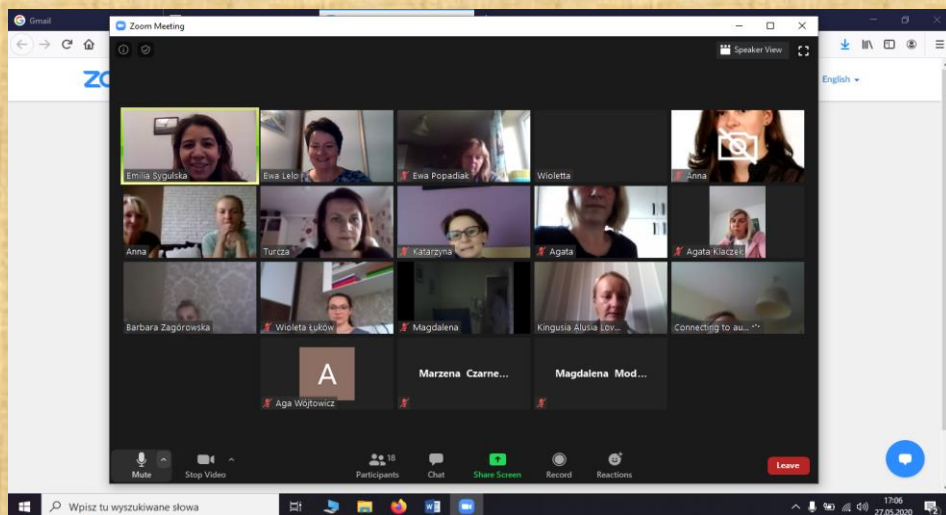 Gmail
Zoom Meeting
Speaker View
ZO
English
Emilia Sygulska
Ewa Lelo
Ewa Popadiak
Wioletta
Anna
Anna
Turcza
Katarzyna
Agata
Agata Klaczek
Barbara Zagórowska
Wioleta Łuków
Magdalena
Kingusia Alusia Lov...
Connecting to au...
A
Aga Wójtowicz
Marzena Czarne...
Magdalena Mod...
Mute
Stop Video
18
Participants
Chat
Share Screen
Record
Reactions
Leave
Wpisz tu wyszukiwane słowa
17:06
27.05.2020
2